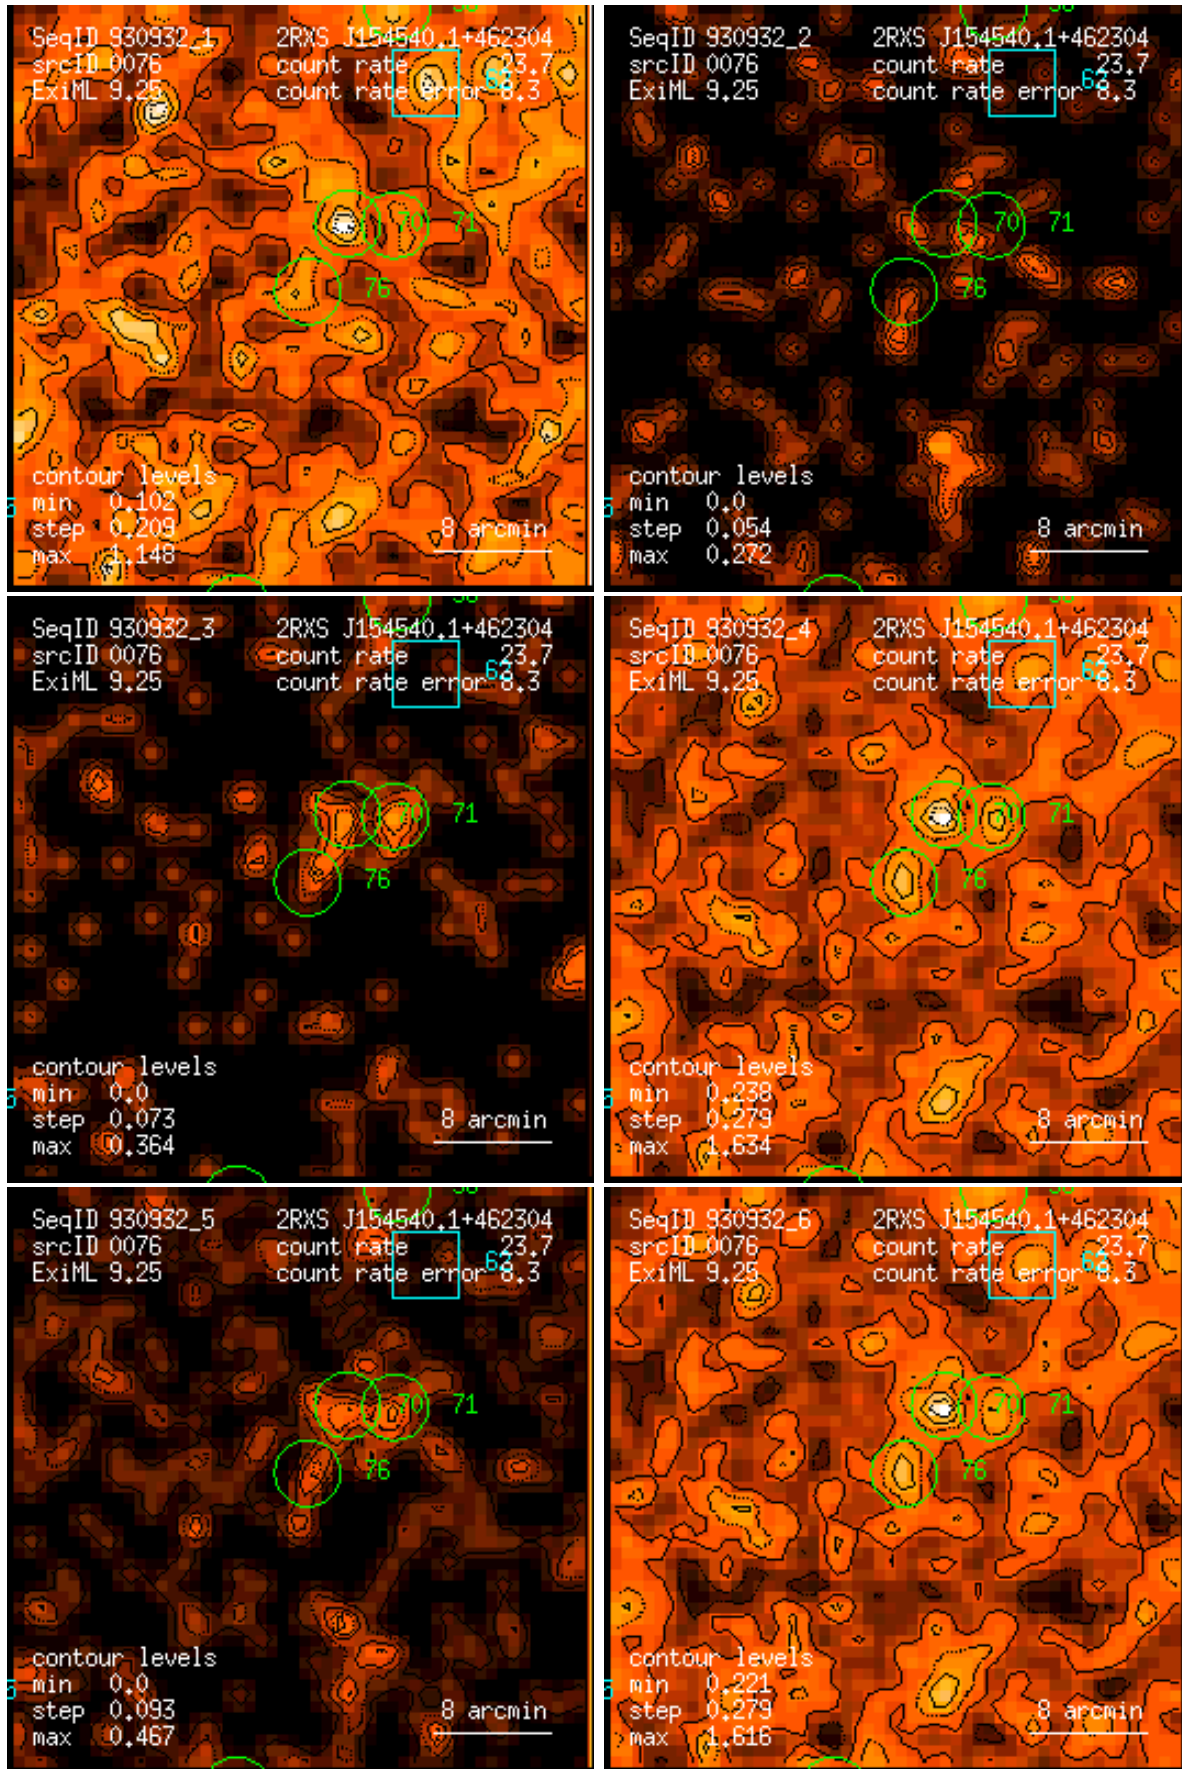 SeqID 930932_1 2RXS J154540.1+462304
srcID 0076 count rate 23.7
ExiML 9.25 count rate error 8.3
62
70 71
76
contour levels
min 0.102
step 0.209
max 1.148
8 arcmin
SeqID 930932_2 2RXS J154540.1+462304
srcID 0076 count rate 23.7
ExiML 9.25 count rate error 8.3
62
70 71
76
contour levels
min 0.0
step 0.054
max 0.272
8 arcmin
SeqID 930932_3 2RXS J154540.1+462304
srcID 0076 count rate 23.7
ExiML 9.25 count rate error 8.3
62
70 71
76
contour levels
min 0.0
step 0.073
max 0.364
8 arcmin
SeqID 930932_4 2RXS J154540.1+462304
srcID 0076 count rate 23.7
ExiML 9.25 count rate error 8.3
62
70 71
76
contour levels
min 0.238
step 0.279
max 1.634
8 arcmin
SeqID 930932_5 2RXS J154540.1+462304
srcID 0076 count rate 23.7
ExiML 9.25 count rate error 8.3
62
70 71
76
contour levels
min 0.0
step 0.093
max 0.467
8 arcmin
SeqID 930932_6 2RXS J154540.1+462304
srcID 0076 count rate 23.7
ExiML 9.25 count rate error 8.3
62
70 71
76
contour levels
min 0.221
step 0.279
max 1.616
8 arcmin